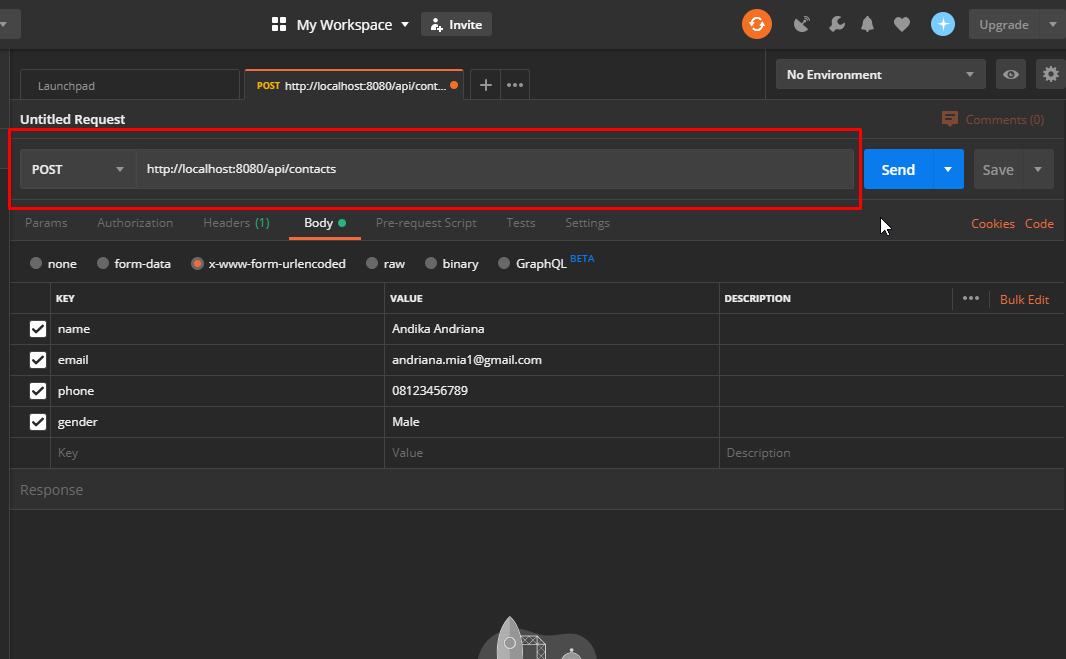 My Workspace Invite Upgrade
Launchpad POST http://localhost:8080/api/cont... No Environment
Untitled Request Comments (0)
POST http://localhost:8080/api/contacts Send Save
Params Authorization Headers (1) Body Pre-request Script Tests Settings Cookies Code
none form-data x-www-form-urlencoded raw binary GraphQL BETA
KEY VALUE DESCRIPTION Bulk Edit
name Andika Andriana
email andriana.mia1@gmail.com
phone 08123456789
gender Male
Key Value Description
Response